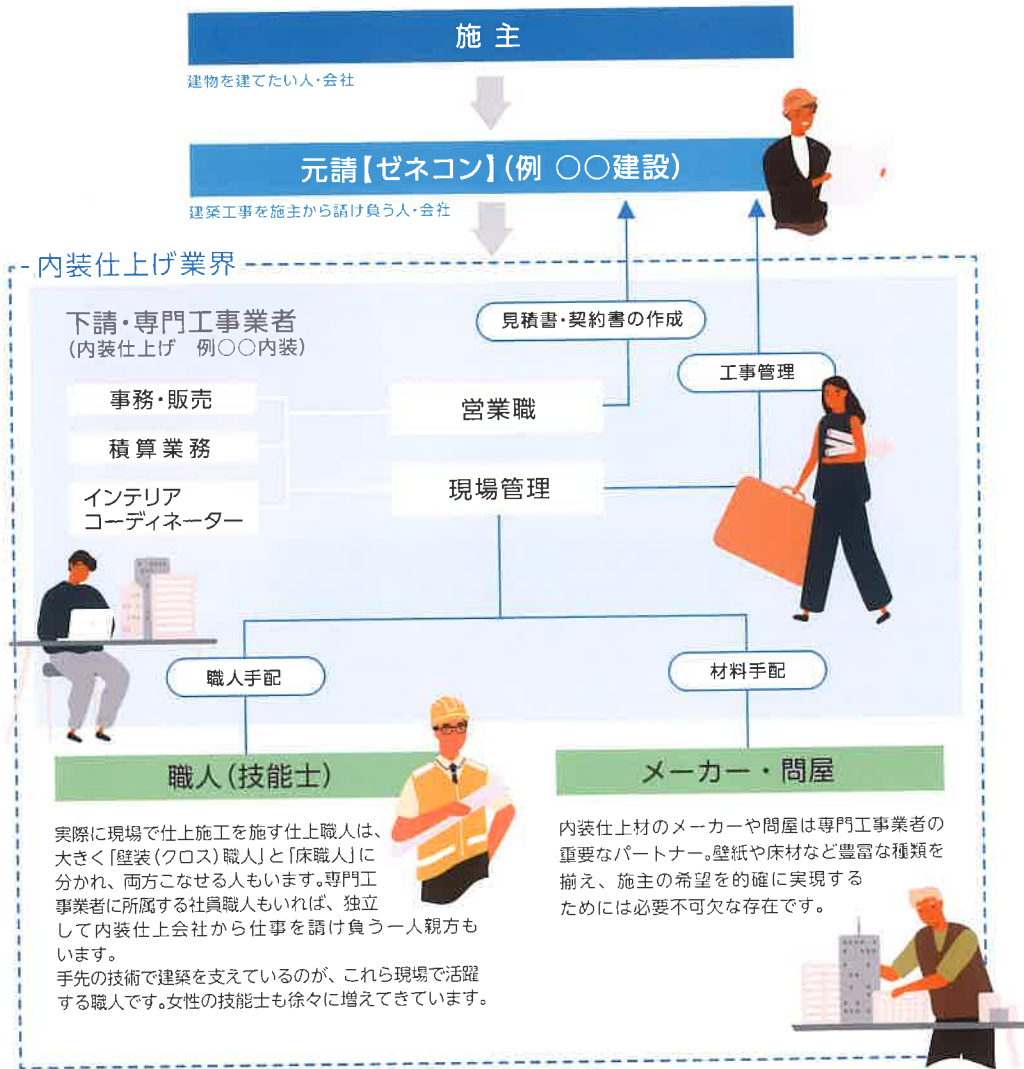 施主
建物を建てたい人・会社
元請【ゼネコン】(例 ○○建設)
建築工事を施主から請け負う人・会社
内装仕上げ業界
下請・専門工事業者
(内装仕上げ 例○○内装)
見積書・契約書の作成
工事管理
事務・販売
営業職
積算業務
現場管理
インテリア
コーディネーター
職人手配
材料手配
職人(技能士)
実際に現場で仕上施工を施す仕上職人は、
大きく「壁装(クロス)職人」と「床職人」に
分かれ、両方こなせる人もいます。専門工
事業者に所属する社員職人もいれば、独立
して内装仕上会社から仕事を請け負う一人親方も
います。
手先の技術で建築を支えているのが、これら現場で活躍
する職人です。女性の技能士も徐々に増えてきています。
メーカー・問屋
内装仕上材のメーカーや問屋は専門工事業者の
重要なパートナー。壁紙や床材など豊富な種類を
揃え、施主の希望を的確に実現する
ためには必要不可欠な存在です。